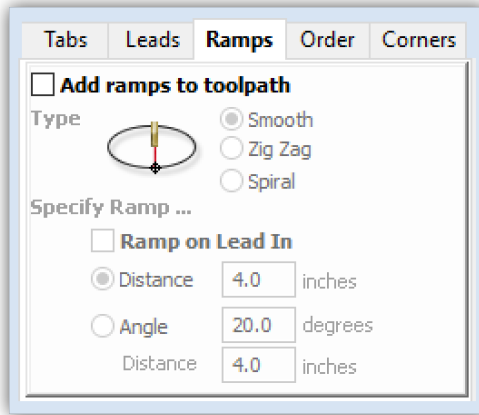 Tabs Leads Ramps Order Corners
Add ramps to toolpath
Type
Smooth
Zig Zag
Spiral
Specify Ramp ...
Ramp on Lead In
Distance 4.0 inches
Angle 20.0 degrees
Distance 4.0 inches